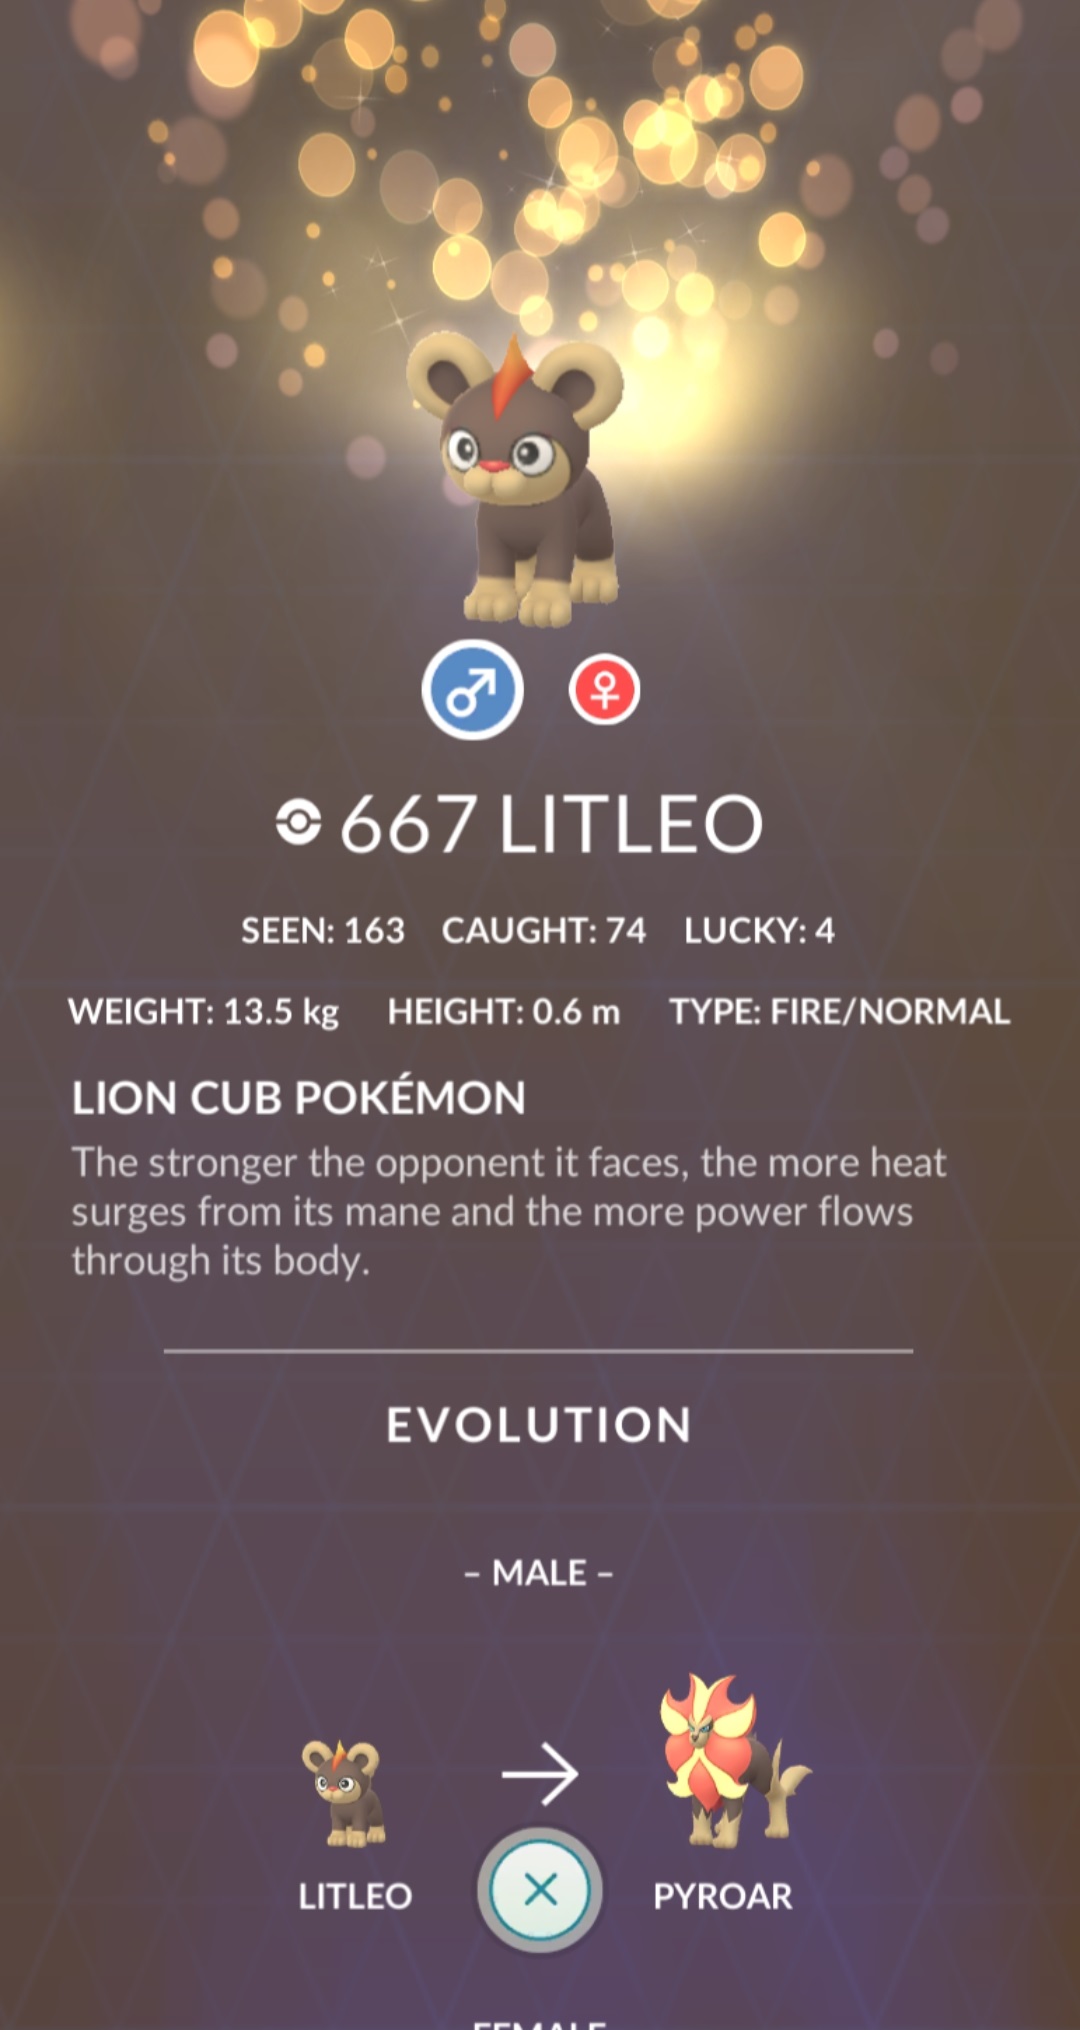 667 LITLEO
SEEN: 163 CAUGHT: 74 LUCKY: 4
WEIGHT: 13.5 kg HEIGHT: 0.6 m TYPE: FIRE/NORMAL
LION CUB POKÉMON
The stronger the opponent it faces, the more heat
surges from its mane and the more power flows
through its body.
EVOLUTION
– MALE –
LITLEO PYROAR
FEMALE